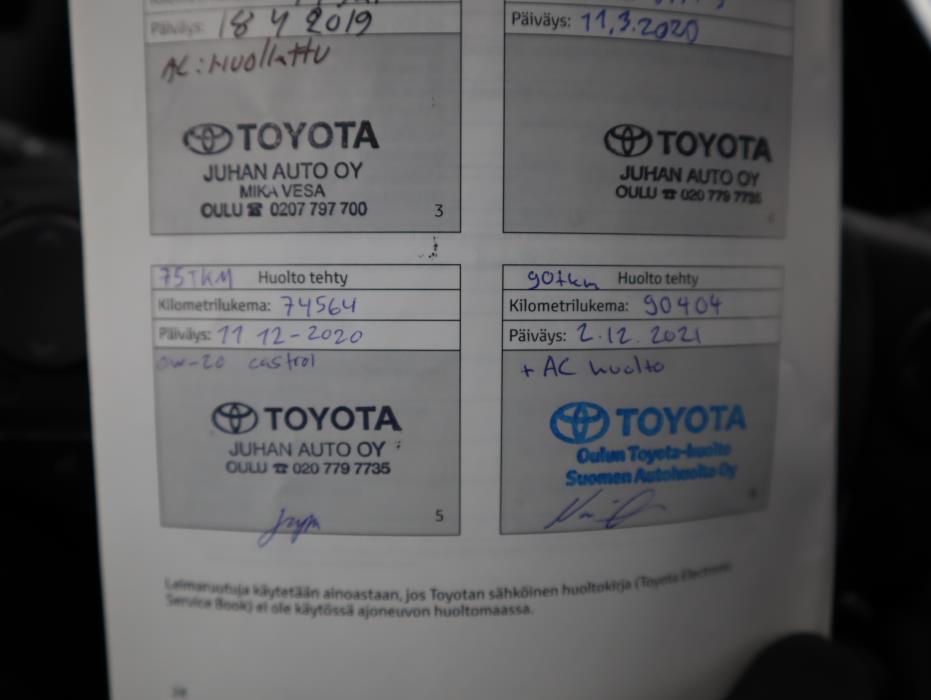 Päiväys: 18 4 2019
AC: Huollattu
TOYOTA
JUHAN AUTO OY
MIKA VESA
OULU ☎ 0207 797 700
3
Päiväys: 11.3.2020
TOYOTA
JUHAN AUTO OY
OULU ☎ 020 779 7735
75TKM Huolto tehty
Kilometrilukema: 74564
Päiväys: 11 12-2020
0w-20 castrol
TOYOTA
JUHAN AUTO OY
OULU ☎ 020 779 7735
5
90tkm Huolto tehty
Kilometrilukema: 90404
Päiväys: 2.12.2021
+ AC huolto
TOYOTA
Oulun Toyota-huolto
Suomen Autohuolto Oy
6
Leimaruutuja käytetään ainoastaan, jos Toyotan sähköinen huoltokirja (Toyota Electronic
Service Book) ei ole käytössä ajoneuvon huoltomaassa.